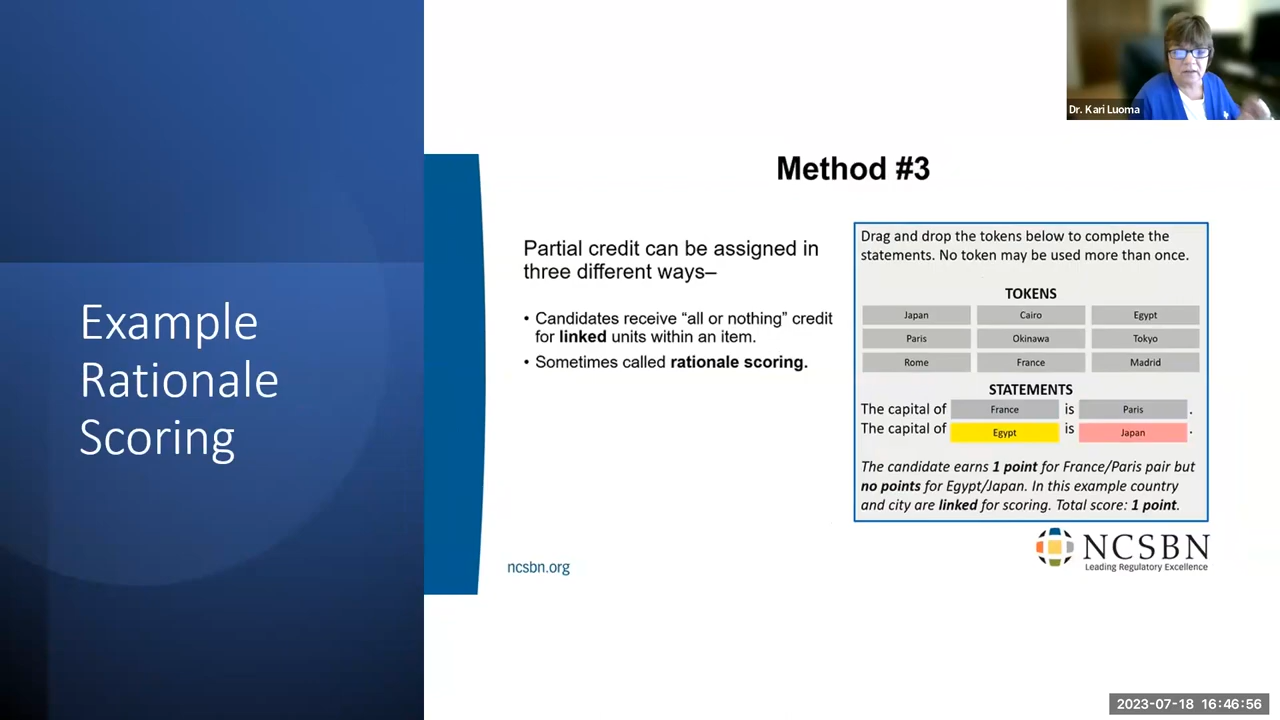 Example
Rationale
Scoring
Dr. Kari Luoma
Method #3
Partial credit can be assigned in
three different ways–
• Candidates receive “all or nothing” credit
for linked units within an item.
• Sometimes called rationale scoring.
Drag and drop the tokens below to complete the
statements. No token may be used more than once.
TOKENS
Japan Cairo Egypt
Paris Okinawa Tokyo
Rome France Madrid
STATEMENTS
The capital of France is Paris .
The capital of Egypt is Japan .
The candidate earns 1 point for France/Paris pair but
no points for Egypt/Japan. In this example country
and city are linked for scoring. Total score: 1 point.
ncsbn.org
NCSBN
Leading Regulatory Excellence
2023-07-18 16:46:56